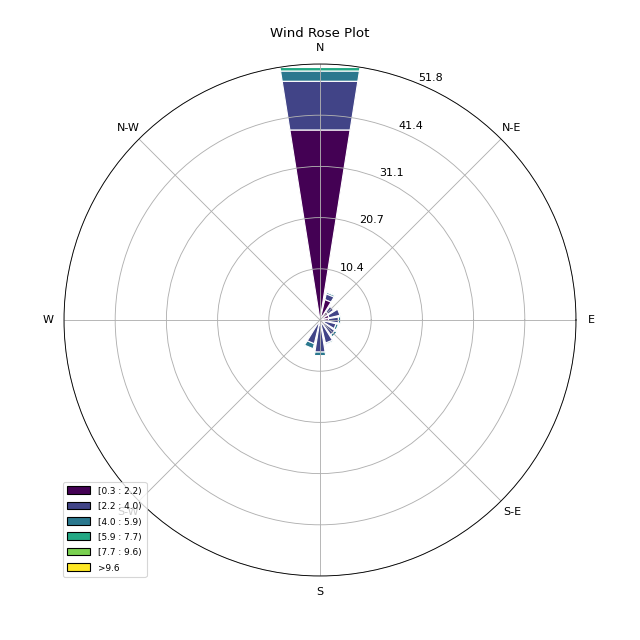 Wind Rose Plot
N
51.8
N-W
N-E
41.4
31.1
20.7
10.4
W
E
[0.3 : 2.2)
[2.2 : 4.0)
S-W
[4.0 : 5.9)
[5.9 : 7.7)
[7.7 : 9.6)
>9.6
S-E
S